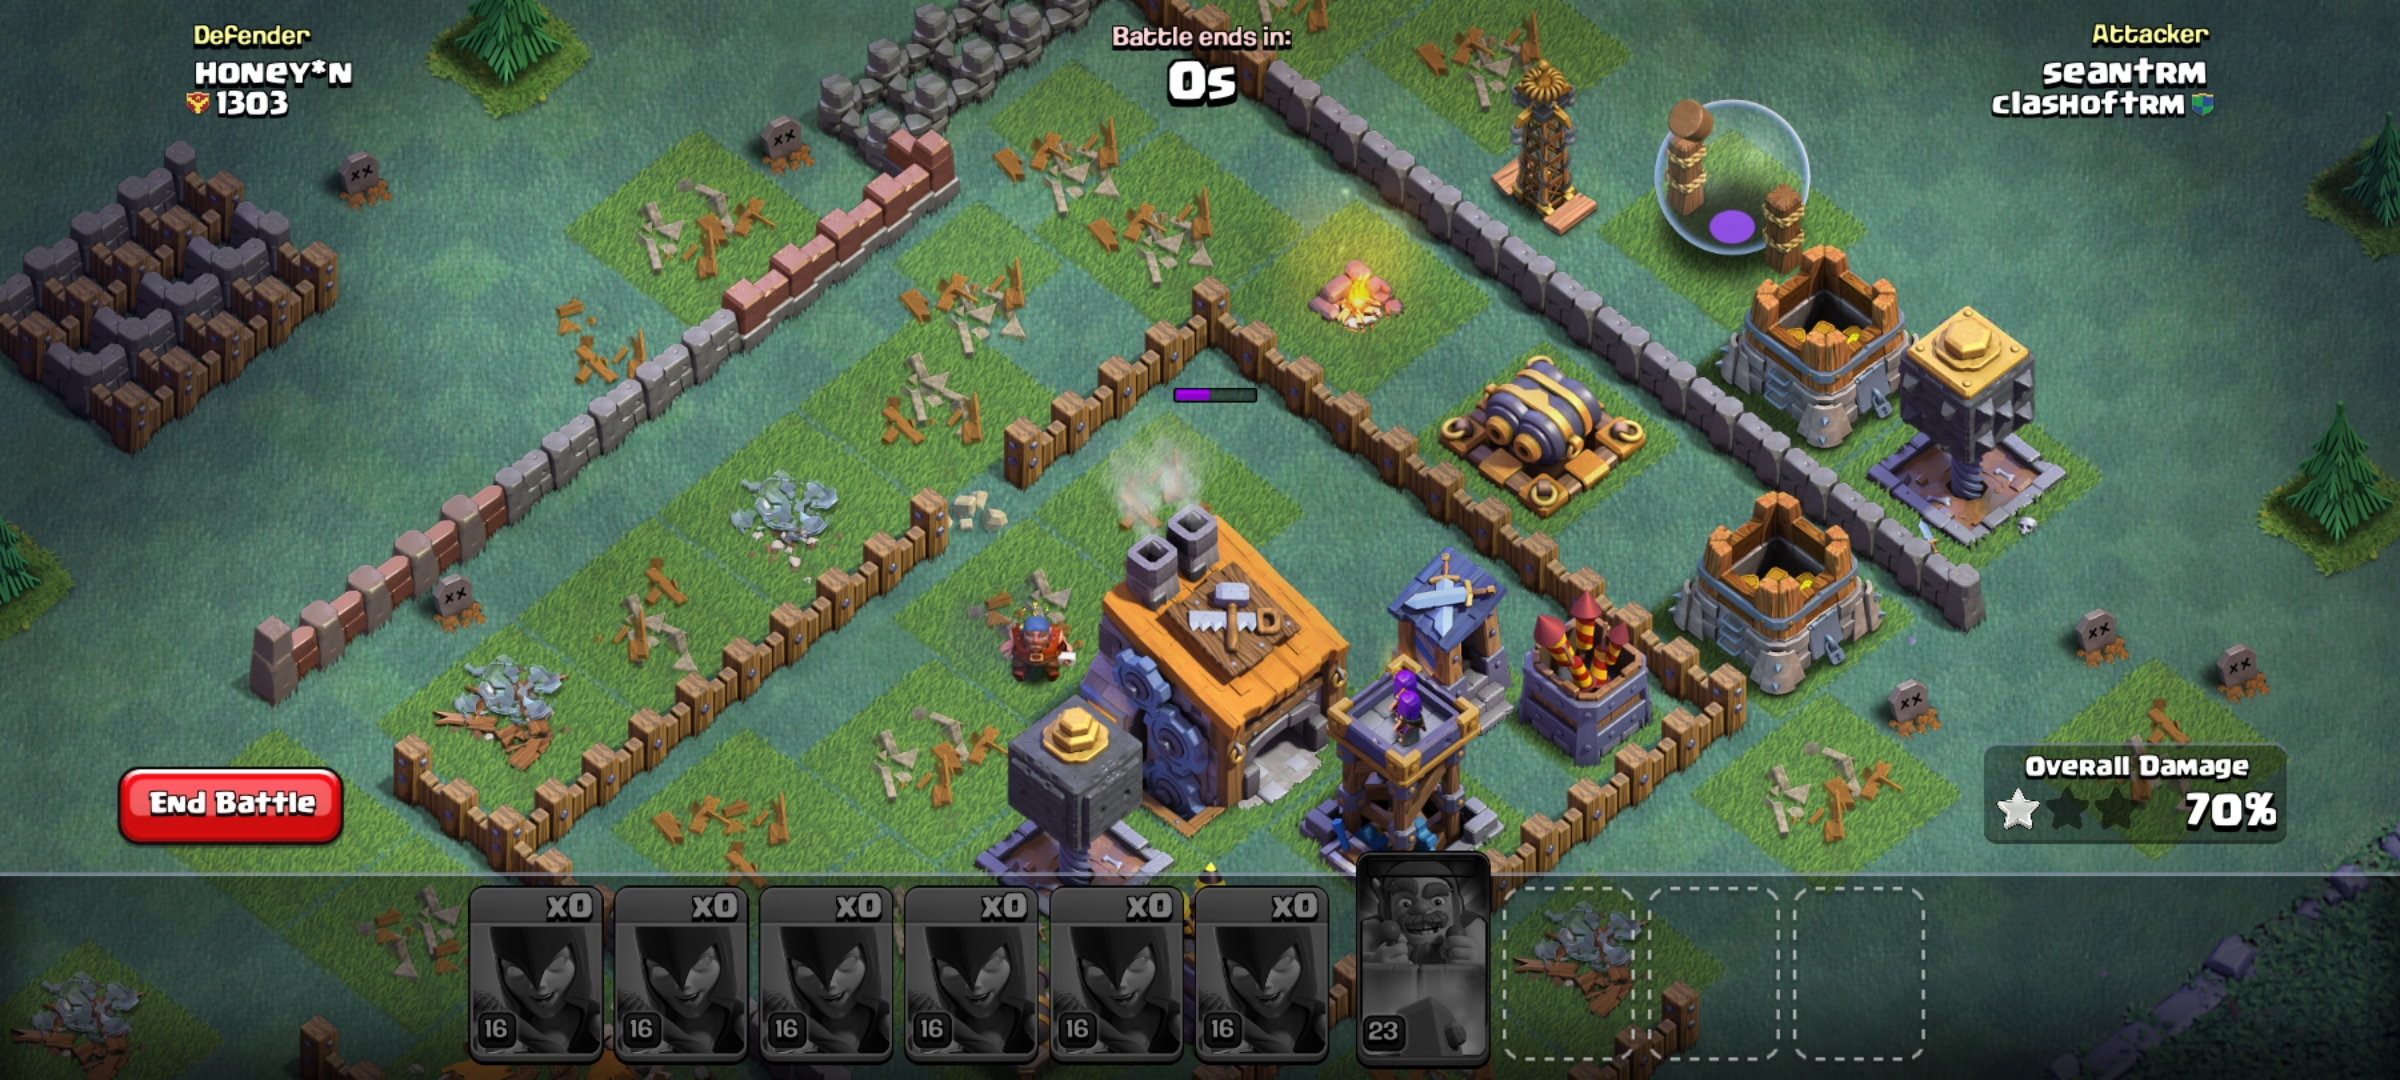 Defender
HONEY*N
1303
Battle ends in:
0s
Attacker
seantRM
clashoftRM
End Battle
Overall Damage
70%
x0
x0
x0
x0
x0
x0
16
16
16
16
16
16
23